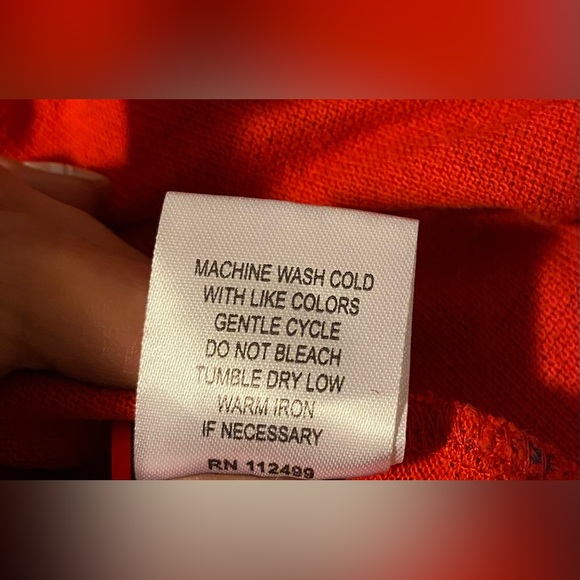 MACHINE WASH COLD
WITH LIKE COLORS
GENTLE CYCLE
DO NOT BLEACH
TUMBLE DRY LOW
WARM IRON
IF NECESSARY
RN 112499